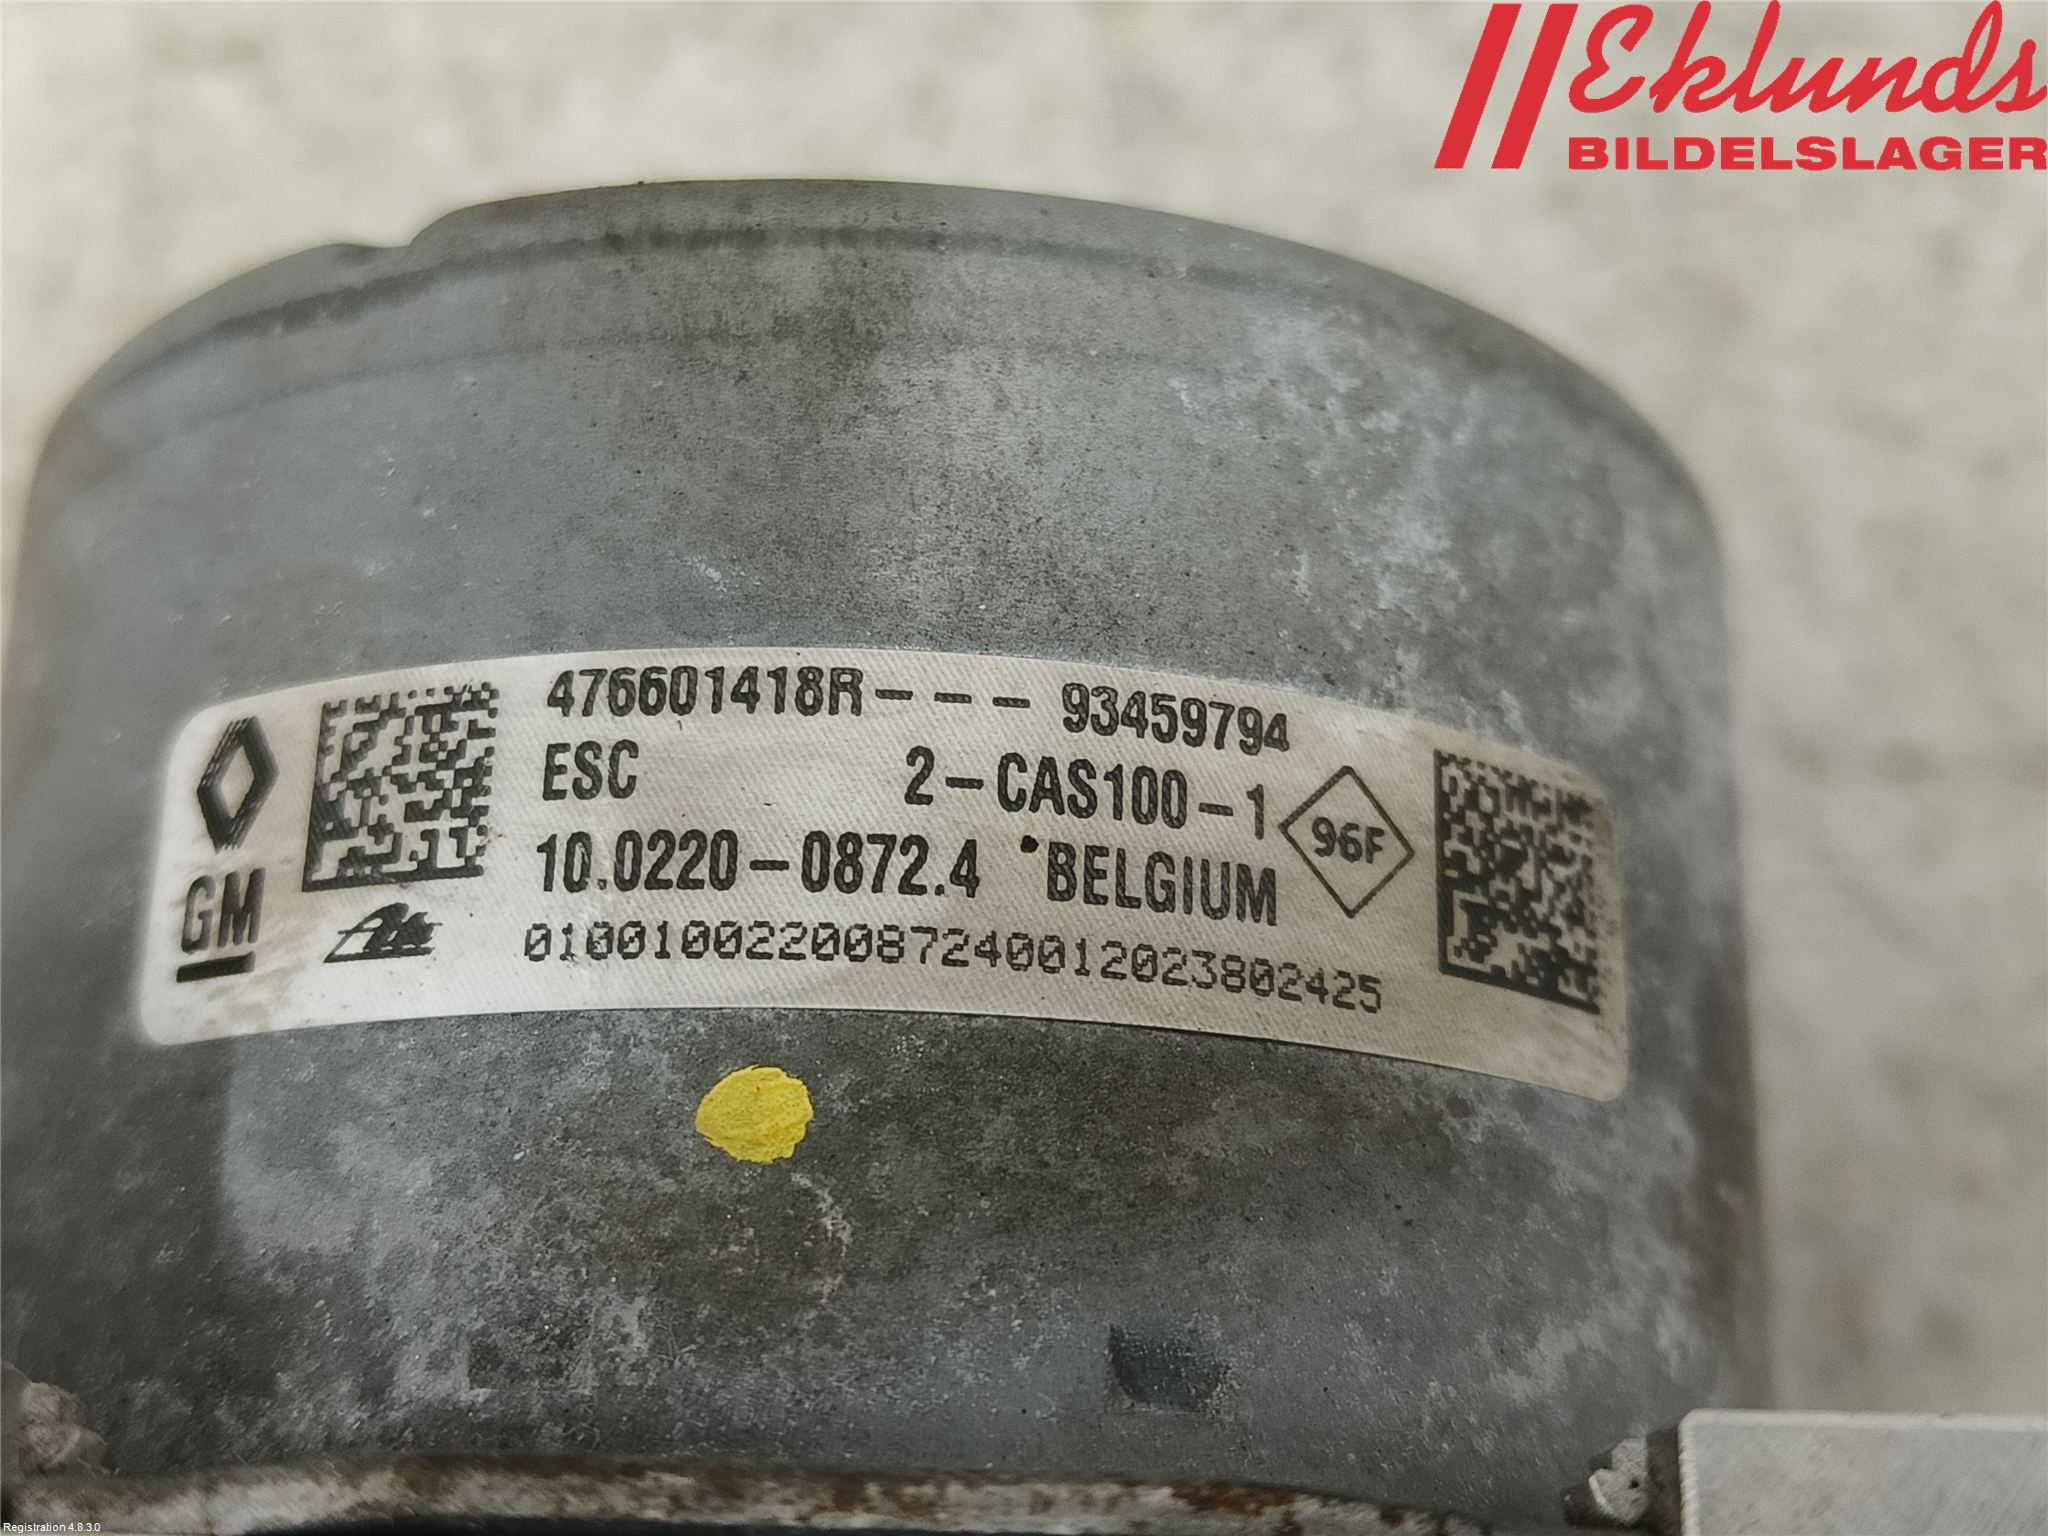 Eklunds
BILDELSLAGER
476601418R--- 93459794
ESC 2-CAS100-1
96F
10.0220-0872.4 BELGIUM
GM
Ate
0100100220087240012023802425
Registration 4.8.3.0